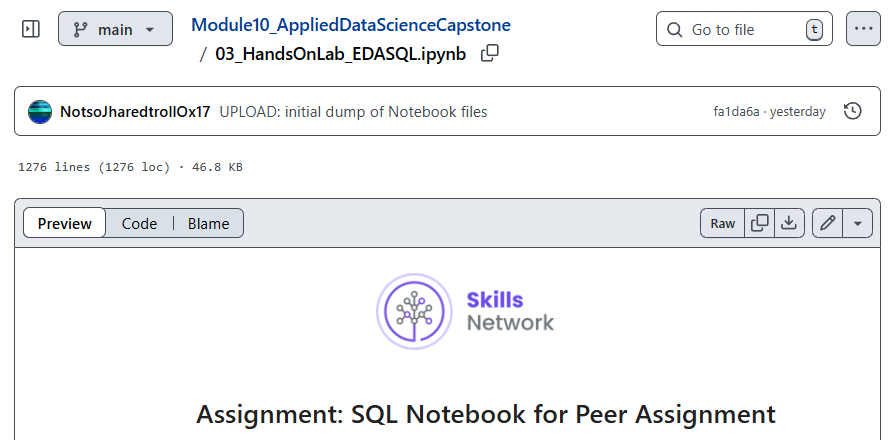 main
Module10_AppliedDataScienceCapstone
/ 03_HandsOnLab_EDASQL.ipynb
Go to file
t
NotsoJharedtrollOx17 UPLOAD: initial dump of Notebook files
fa1da6a · yesterday
1276 lines (1276 loc) · 46.8 KB
Preview Code Blame
Raw
Skills
Network
Assignment: SQL Notebook for Peer Assignment